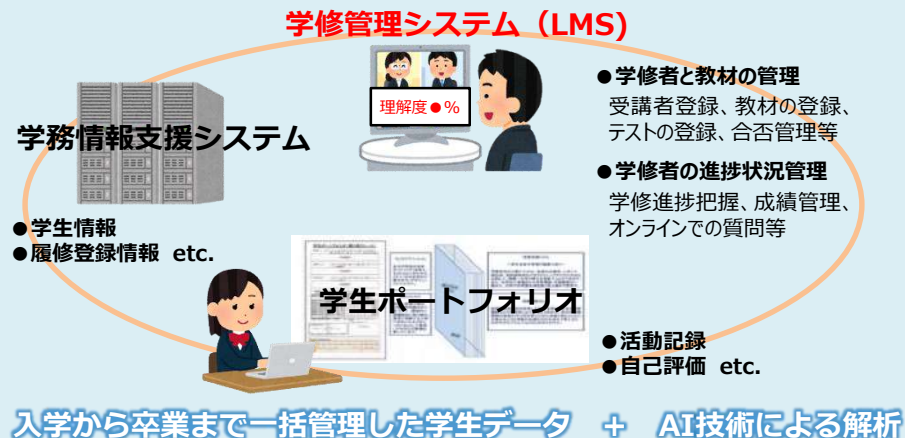 学修管理システム（LMS)
理解度●%
●学修者と教材の管理
受講者登録、教材の登録、
テストの登録、合否管理等
●学修者の進捗状況管理
学修進捗把握、成績管理、
オンラインでの質問等
学務情報支援システム
●学生情報
●履修登録情報 etc.
学生ポートフォリオ
●活動記録
●自己評価 etc.
入学から卒業まで一括管理した学生データ ＋ AI技術による解析